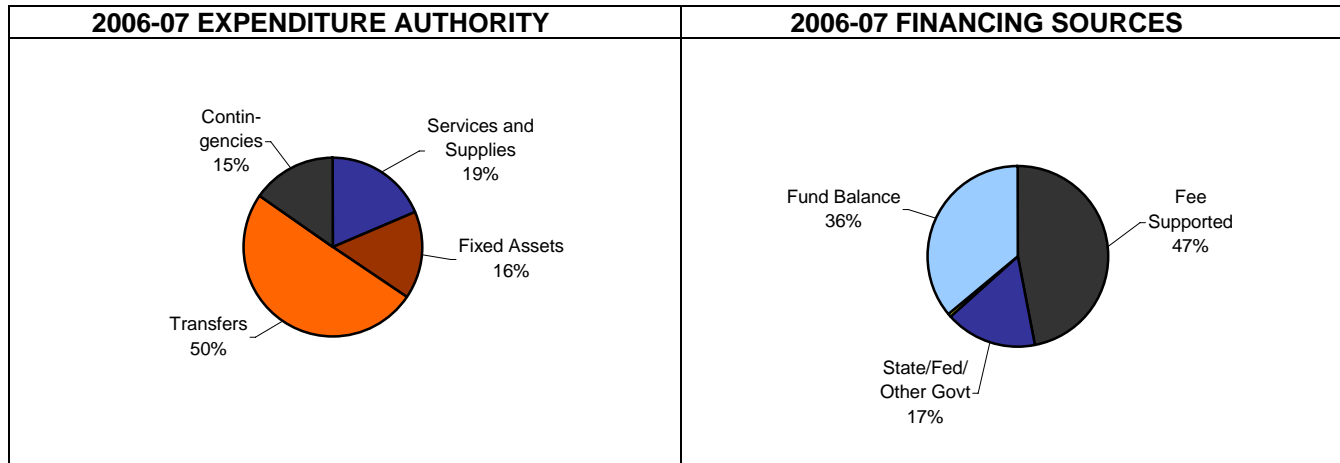 2006-07 EXPENDITURE AUTHORITY
Contin-
gencies
15%
Services and
Supplies
19%
Fixed Assets
16%
Transfers
50%
2006-07 FINANCING SOURCES
Fund Balance
36%
Fee
Supported
47%
State/Fed/
Other Govt
17%